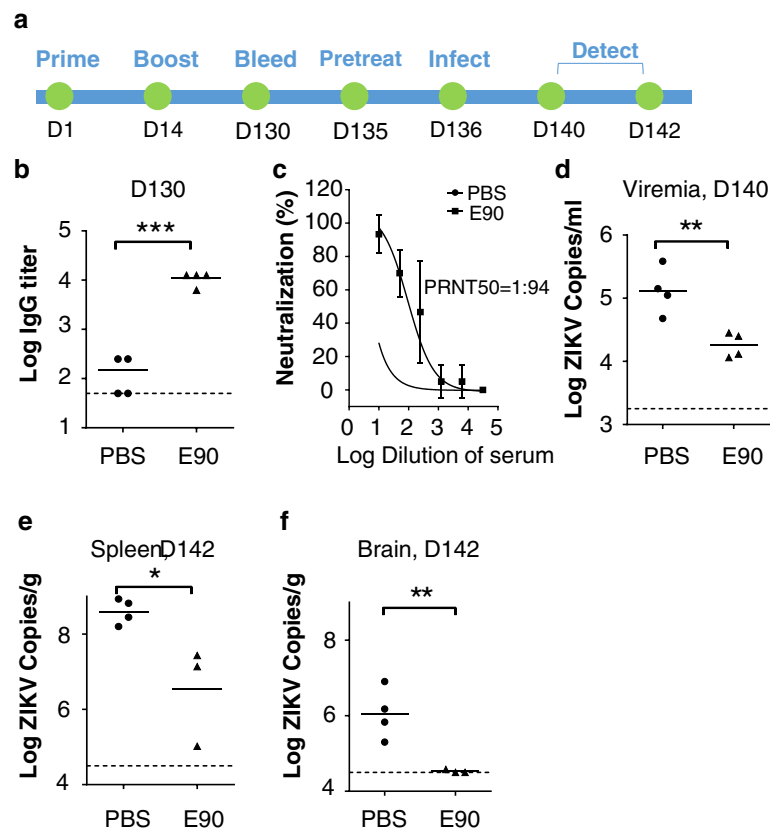 a
Detect
Prime Boost Bleed Pretreat Infect
D1 D14 D130 D135 D136 D140 D142
b
D130
***
Log IgG titer
5
4
3
2
1
PBS E90
c
PBS
E90
Neutralization (%)
120
100
80
60
40
20
0
PRNT50=1:94
0 1 2 3 4 5
Log Dilution of serum
d
Viremia, D140
**
Log ZIKV Copies/ml
6
5
4
3
PBS E90
e
Spleen,D142
*
Log ZIKV Copies/g
8
6
4
PBS E90
f
Brain, D142
**
Log ZIKV Copies/g
8
6
4
PBS E90